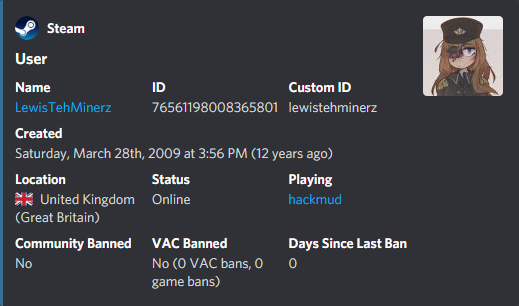 Steam
User
Name ID Custom ID
LewisTehMinerz 76561198008365801 lewistehminerz
Created
Saturday, March 28th, 2009 at 3:56 PM (12 years ago)
Location Status Playing
United Kingdom Online hackmud
(Great Britain)
Community Banned VAC Banned Days Since Last Ban
No No (0 VAC bans, 0 0
game bans)